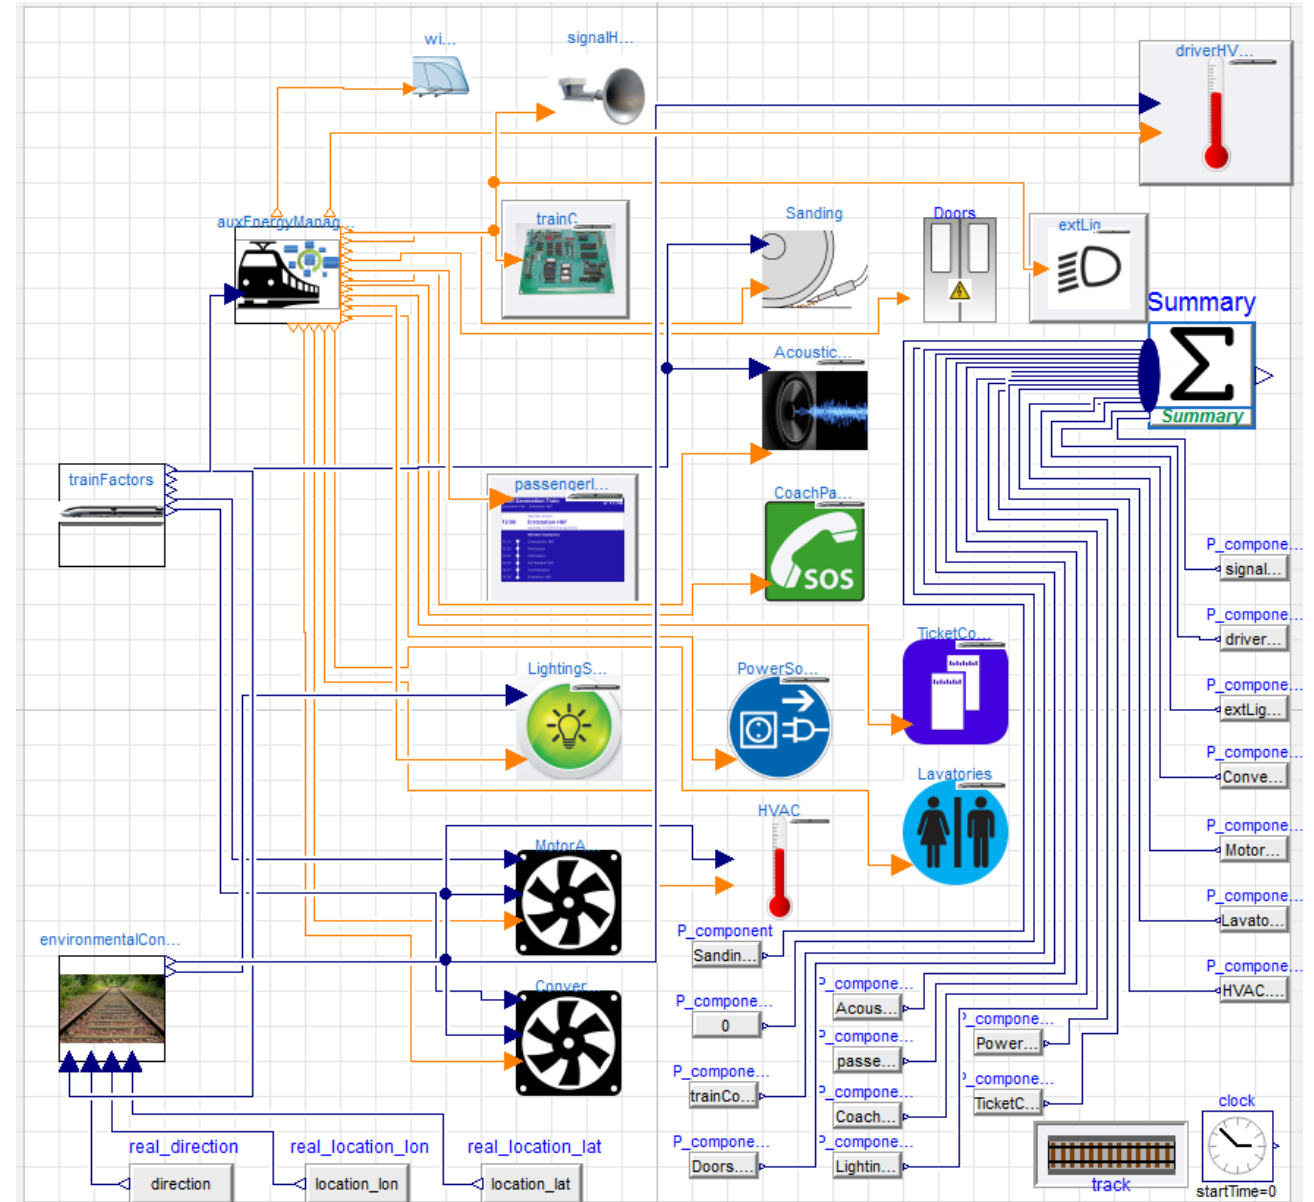 wi...
signalH...
driverHV...
auxEnergyManag...
trainC
Sanding
Doors
extLig
Summary
Summary
Acoustic...
trainFactors
passengerI...
CoachPa...
SOS
P_compone...
signal...
P_compone...
driver...
TicketCo...
LightingS...
PowerSo...
P_compone...
extLig...
P_compone...
Conve...
Lavatories
HVAC
P_compone...
Motor...
MotorA...
P_compone...
Lavato...
environmentalCon...
P_component
Sandin...
P_compone...
HVAC....
Conver...
P_compone...
0
P_compone...
Acous...
P_compone...
Power...
passe...
P_compone...
trainCo...
P_compone...
Coach...
P_compone...
TicketC...
clock
real_direction
direction
real_location_lon
location_lon
real_location_lat
location_lat
P_compone...
Doors....
P_compone...
Lightin...
track
startTime=0